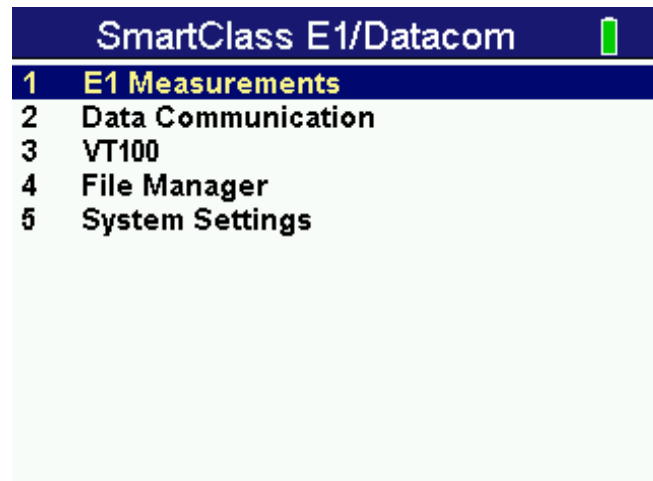 SmartClass E1/Datacom
1 E1 Measurements
2 Data Communication
3 VT100
4 File Manager
5 System Settings